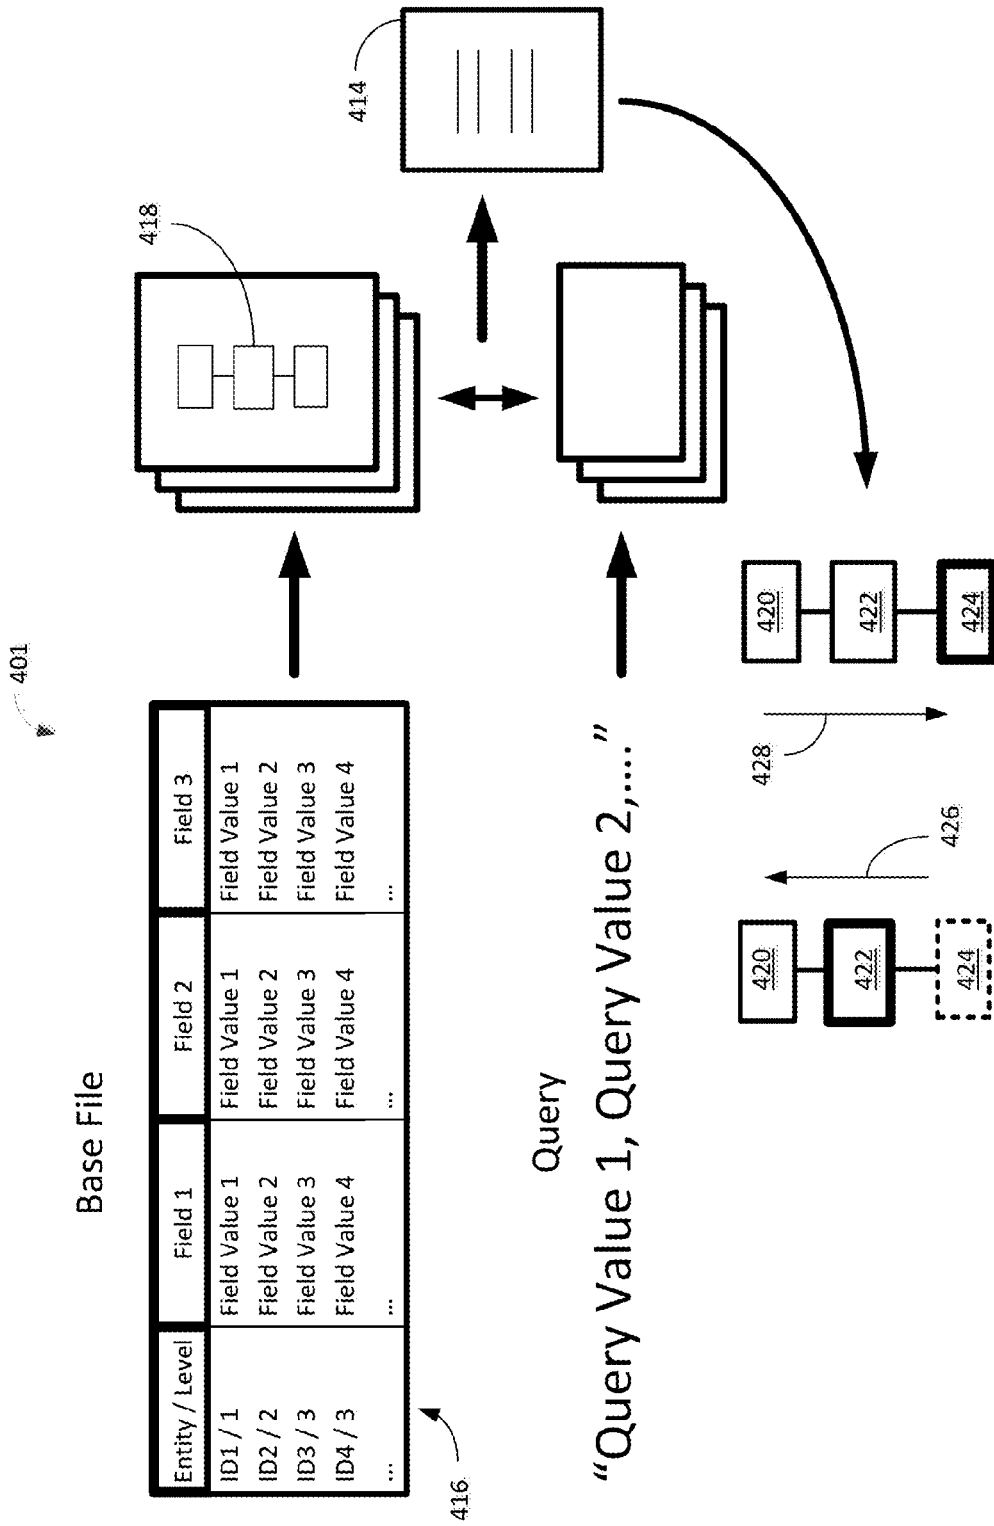 401
Base File
Entity / Level Field 1 Field 2 Field 3
ID1 / 1 Field Value 1 Field Value 1 Field Value 1
ID2 / 2 Field Value 2 Field Value 2 Field Value 2
ID3 / 3 Field Value 3 Field Value 3 Field Value 3
ID4 / 3 Field Value 4 Field Value 4 Field Value 4
... ... ... ...
416
418
414
Query
“Query Value 1, Query Value 2,....”
420
422
424
426
428
420
422
424